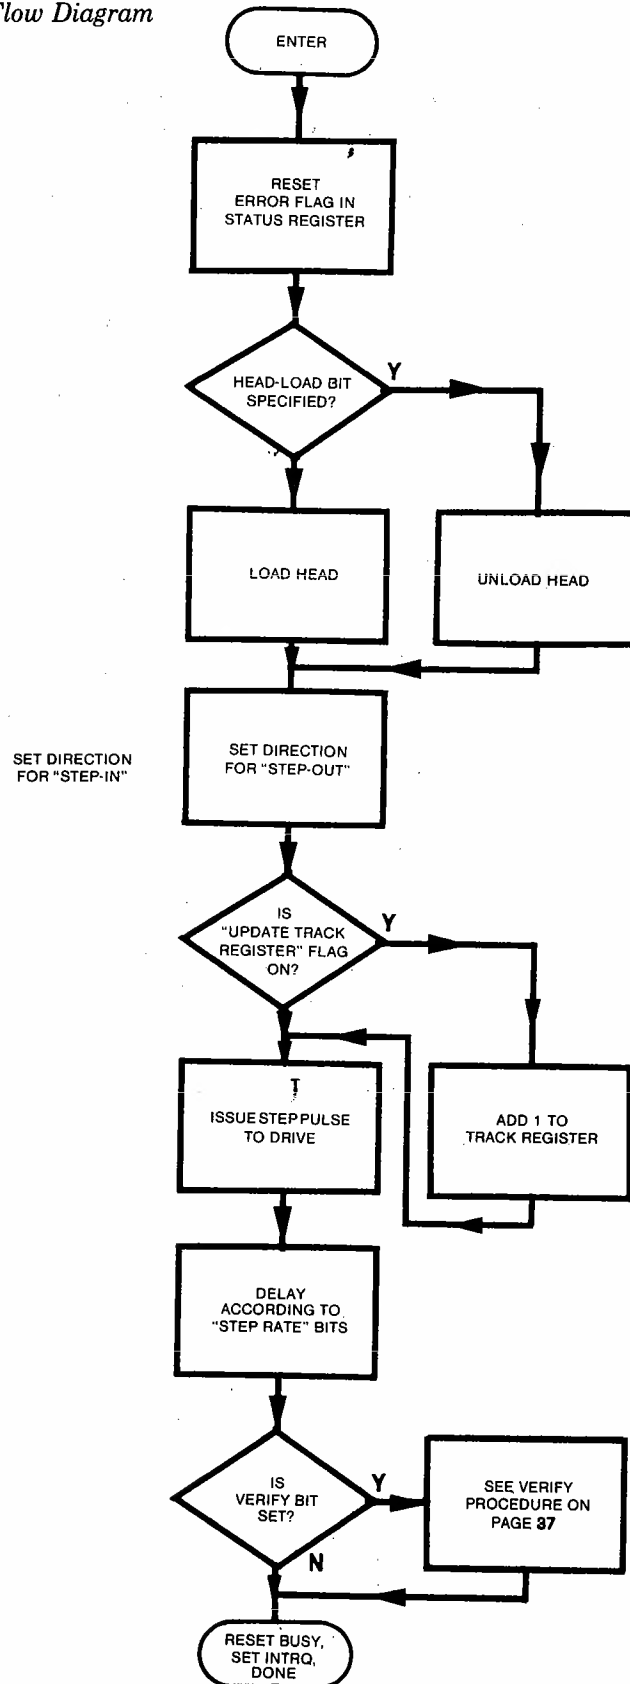 Flow Diagram
ENTER
RESET
ERROR FLAG IN
STATUS REGISTER
HEAD-LOAD BIT
SPECIFIED?
Y
LOAD HEAD
UNLOAD HEAD
SET DIRECTION
FOR "STEP-IN"
SET DIRECTION
FOR "STEP-OUT"
IS
"UPDATE TRACK
REGISTER" FLAG
ON?
Y
T
ISSUE STEP PULSE
TO DRIVE
ADD 1 TO
TRACK REGISTER
DELAY
ACCORDING TO
"STEP RATE" BITS
IS
VERIFY BIT
SET?
Y
N
SEE VERIFY
PROCEDURE ON
PAGE 37
RESET BUSY,
SET INTRQ,
DONE